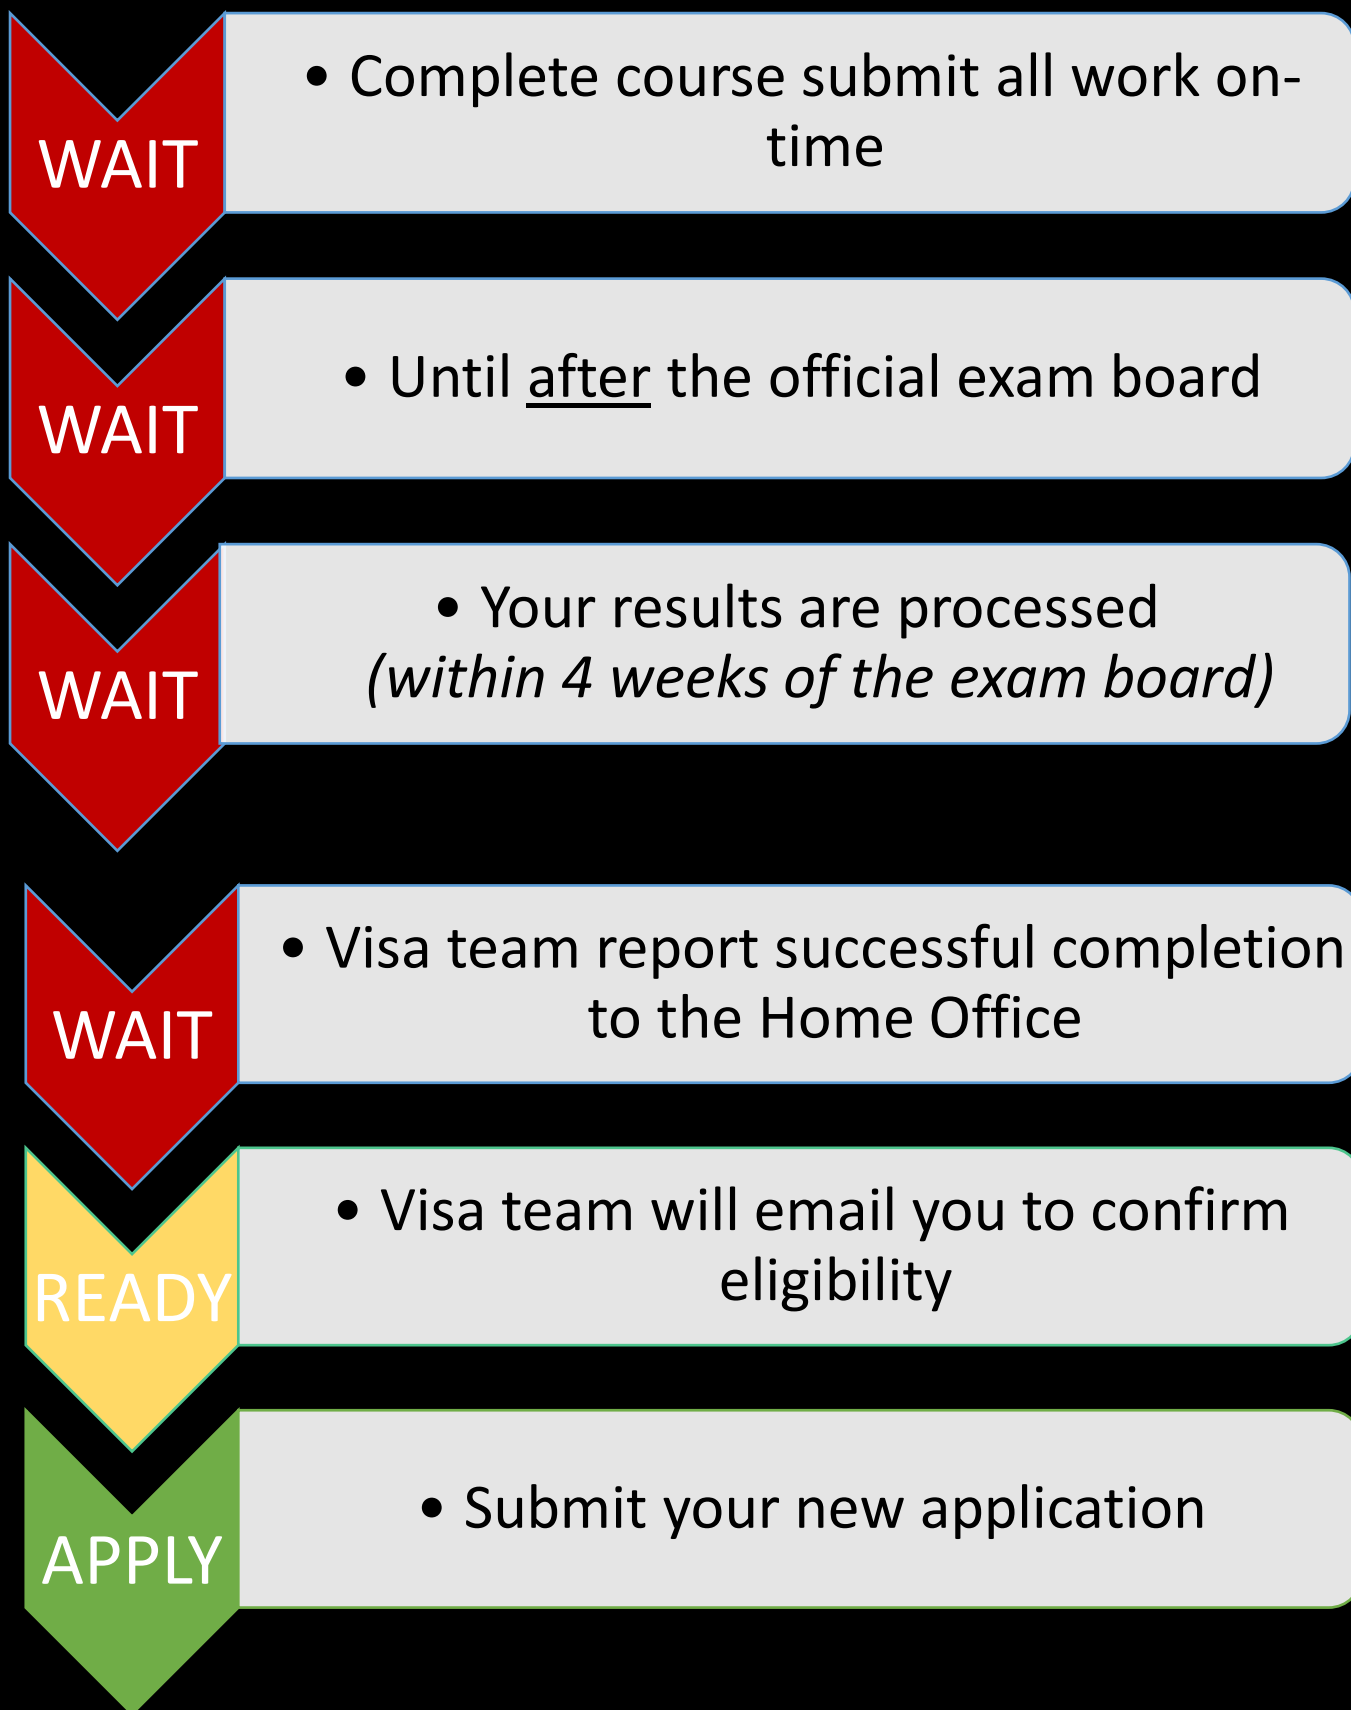 WAIT
• Complete course submit all work on-
time
WAIT
• Until after the official exam board
WAIT
• Your results are processed
(within 4 weeks of the exam board)
WAIT
• Visa team report successful completion
to the Home Office
READY
• Visa team will email you to confirm
eligibility
APPLY
• Submit your new application